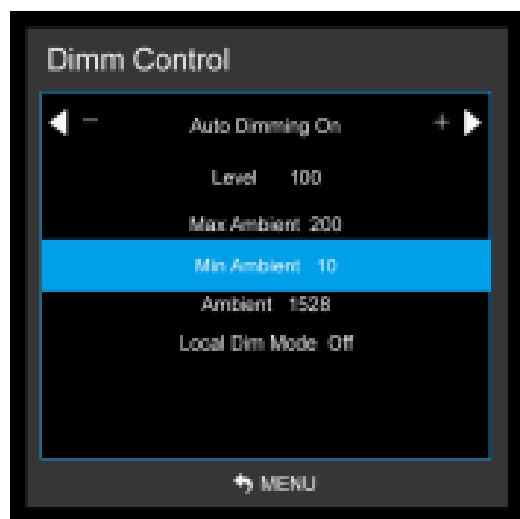 Dimm Control
− Auto Dimming On +
Level 100
Max Ambient 200
Min Ambient 10
Ambient 1528
Local Dim Mode Off
MENU